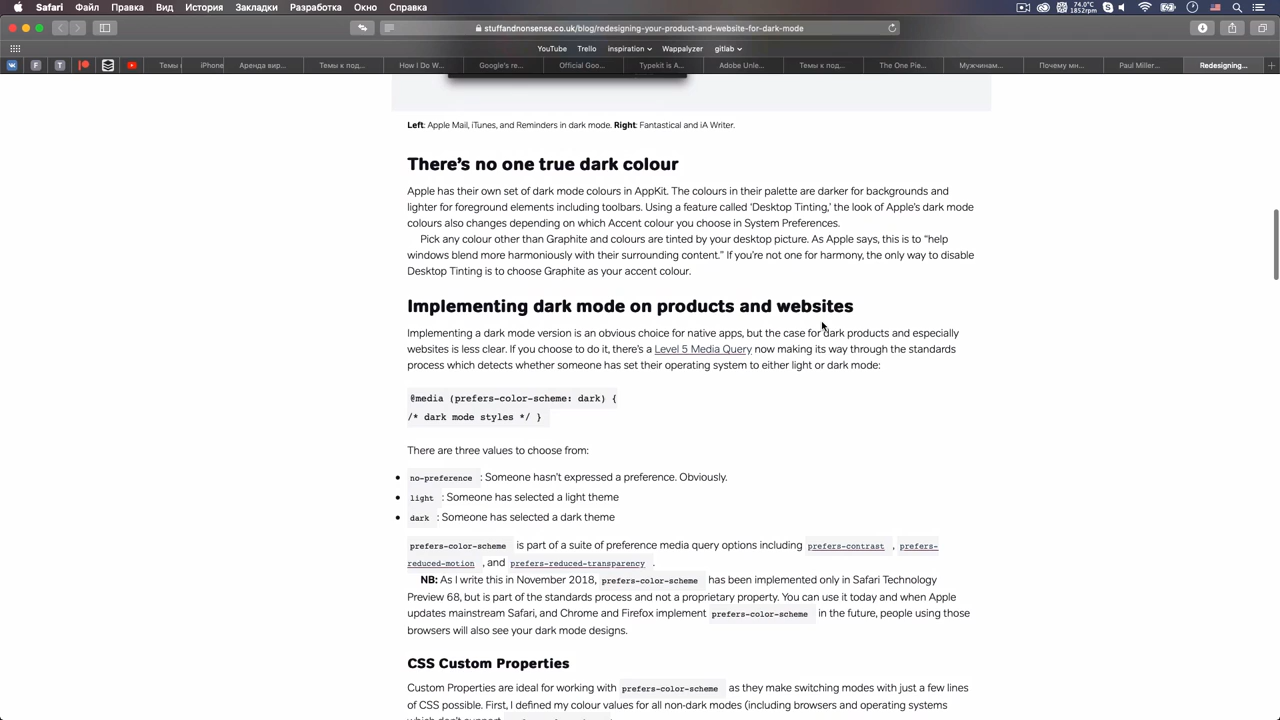 Safari Файл Правка Вид История Закладки Разработка Окно Справка 74.0°C 1852rpm
stuffandnonsense.co.uk/blog/redesigning-your-product-and-website-for-dark-mode
YouTube Trello inspiration Wappalyzer gitlab
Темы iPhone Аренда вир... Темы к под... How I Do W... Google's re... Official Goo... Typekit is A... Adobe Unle... Темы к под... The One Pie... Мужчинам... Почему мн... Paul Miller... Redesigning...
Left: Apple Mail, iTunes, and Reminders in dark mode. Right: Fantastical and iA Writer.
There's no one true dark colour
Apple has their own set of dark mode colours in AppKit. The colours in their palette are darker for backgrounds and
lighter for foreground elements including toolbars. Using a feature called ‘Desktop Tinting,’ the look of Apple's dark mode
colours also changes depending on which Accent colour you choose in System Preferences.
Pick any colour other than Graphite and colours are tinted by your desktop picture. As Apple says, this is to “help
windows blend more harmoniously with their surrounding content.” If you're not one for harmony, the only way to disable
Desktop Tinting is to choose Graphite as your accent colour.
Implementing dark mode on products and websites
Implementing a dark mode version is an obvious choice for native apps, but the case for dark products and especially
websites is less clear. If you choose to do it, there's a Level 5 Media Query now making its way through the standards
process which detects whether someone has set their operating system to either light or dark mode:
@media (prefers-color-scheme: dark) {
/* dark mode styles */ }
There are three values to choose from:
• no-preference : Someone hasn't expressed a preference. Obviously.
• light : Someone has selected a light theme
• dark : Someone has selected a dark theme
prefers-color-scheme is part of a suite of preference media query options including prefers-contrast , prefers-
reduced-motion , and prefers-reduced-transparency .
NB: As I write this in November 2018, prefers-color-scheme has been implemented only in Safari Technology
Preview 68, but is part of the standards process and not a proprietary property. You can use it today and when Apple
updates mainstream Safari, and Chrome and Firefox implement prefers-color-scheme in the future, people using those
browsers will also see your dark mode designs.
CSS Custom Properties
Custom Properties are ideal for working with prefers-color-scheme as they make switching modes with just a few lines
of CSS possible. First, I defined my colour values for all non-dark modes (including browsers and operating systems